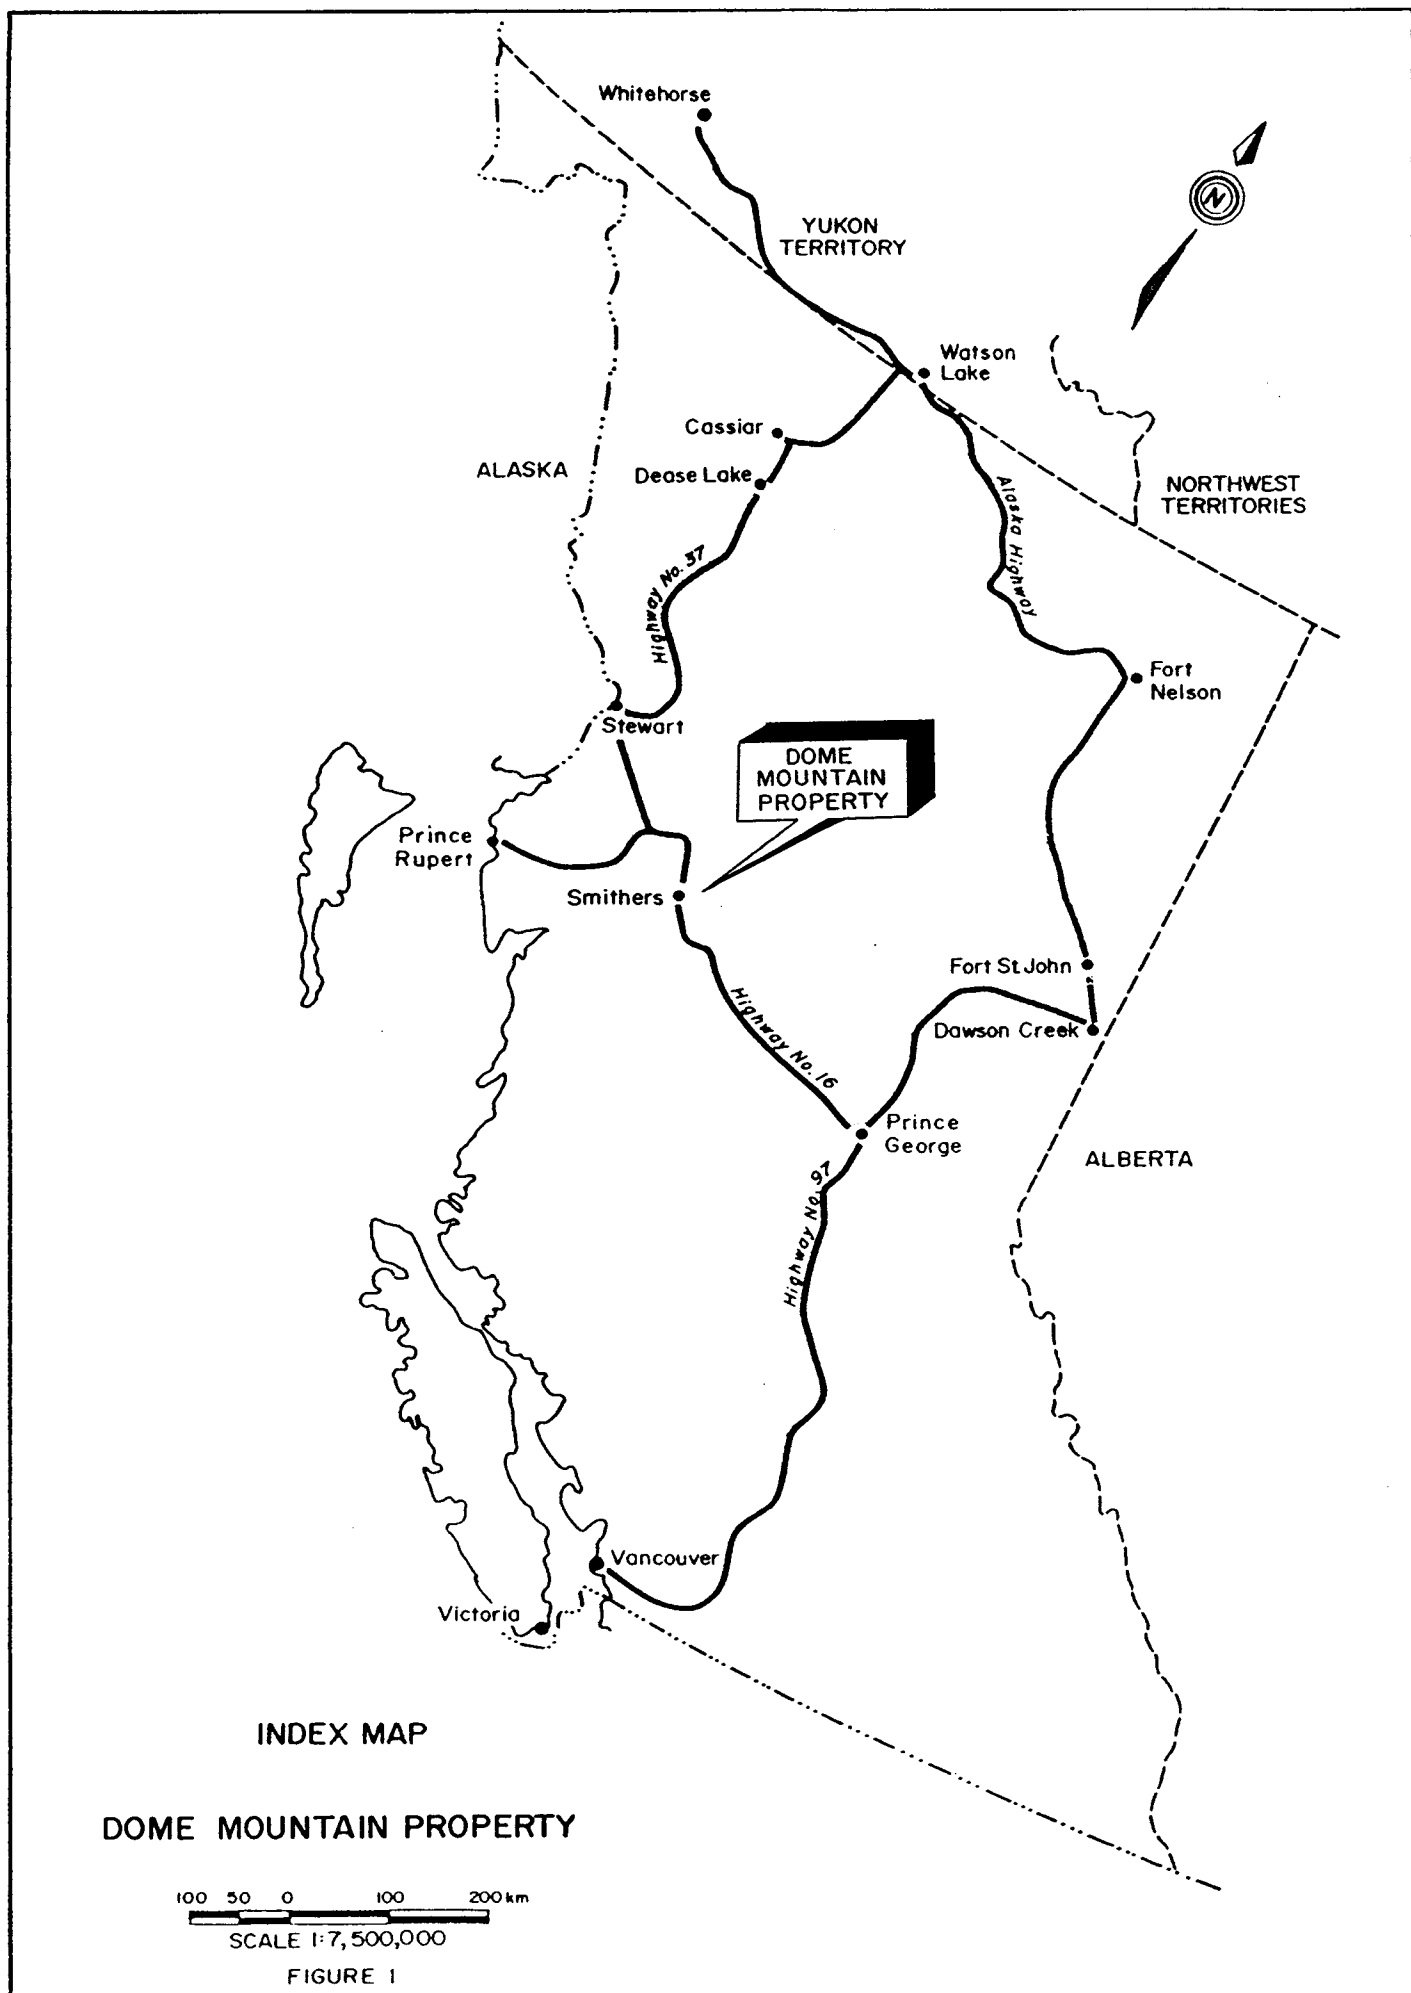 Whitehorse
N
YUKON
TERRITORY
Watson
Lake
Cassiar
ALASKA
Dease Lake
NORTHWEST
TERRITORIES
Alaska Highway
Highway No. 37
Fort
Nelson
Stewart
DOME
MOUNTAIN
PROPERTY
Prince
Rupert
Smithers
Fort St. John
Highway No. 16
Dawson Creek
Prince
George
ALBERTA
Highway No. 97
Vancouver
Victoria
INDEX MAP
DOME MOUNTAIN PROPERTY
100 50 0 100 200 km
SCALE 1:7,500,000
FIGURE 1